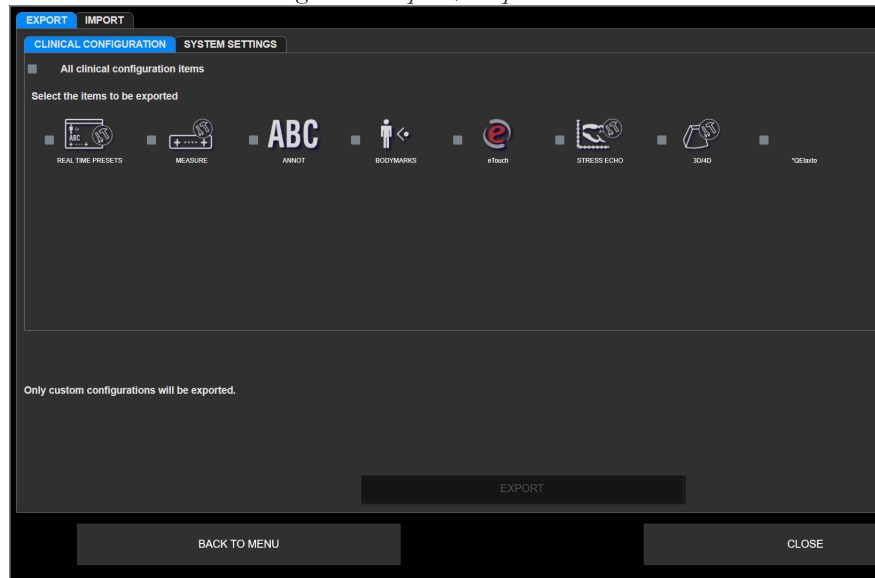 EXPORT IMPORT
CLINICAL CONFIGURATION SYSTEM SETTINGS
All clinical configuration items
Select the items to be exported
ABC
ABC
REAL TIME PRESETS MEASURE ANNOT BODYMARKS eTouch STRESS ECHO 3D/4D *QElaxto
Only custom configurations will be exported.
EXPORT
BACK TO MENU CLOSE